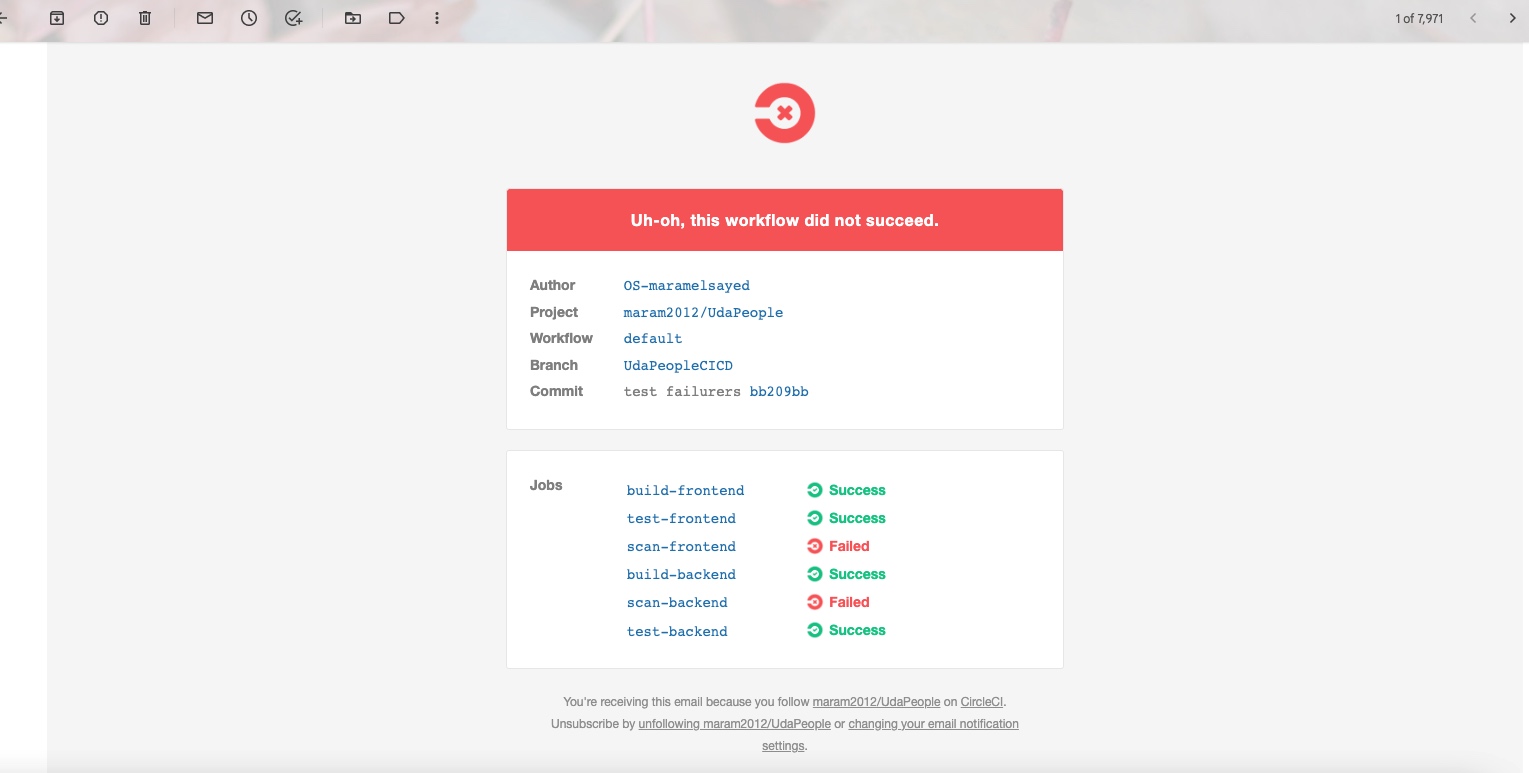 1 of 7,971
Uh-oh, this workflow did not succeed.
Author OS-maramelsayed
Project maram2012/UdaPeople
Workflow default
Branch UdaPeopleCICD
Commit test failurers bb209bb
Jobs
build-frontend Success
test-frontend Success
scan-frontend Failed
build-backend Success
scan-backend Failed
test-backend Success
You're receiving this email because you follow maram2012/UdaPeople on CircleCI.
Unsubscribe by unfollowing maram2012/UdaPeople or changing your email notification
settings.